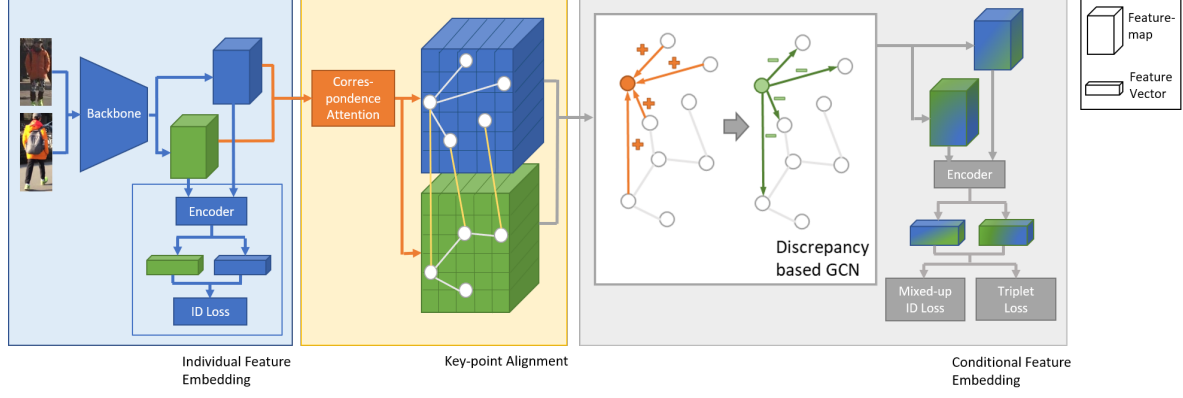 Backbone
Encoder
ID Loss
Individual Feature
Embedding
Corres-
pondence
Attention
Key-point Alignment
Discrepancy
based GCN
Encoder
Mixed-up
ID Loss
Triplet
Loss
Conditional Feature
Embedding
Feature-
map
Feature
Vector